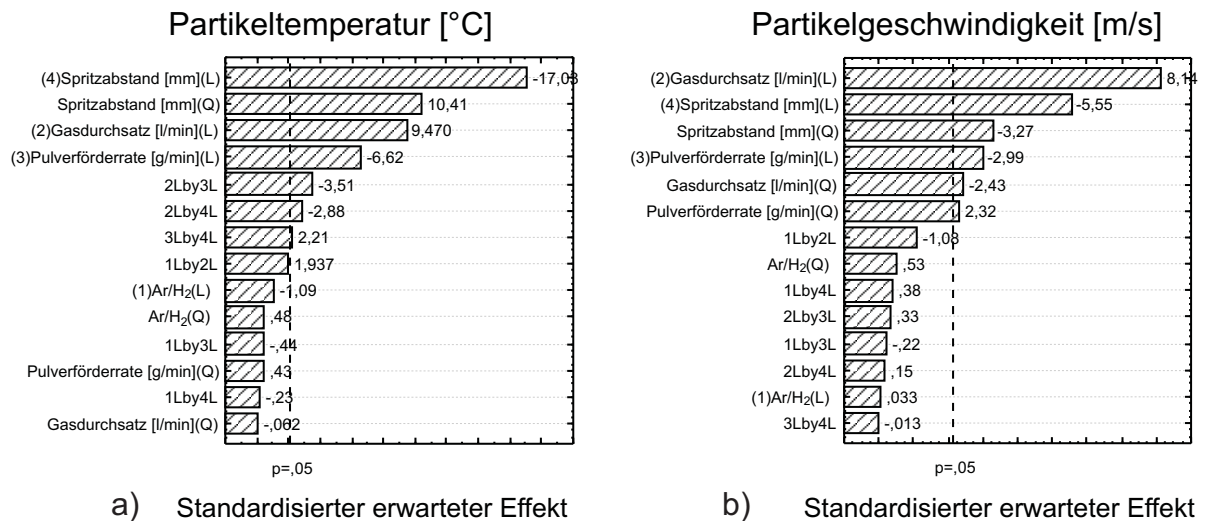 Partikeltemperatur [°C]
(4)Spritzabstand [mm](L) -17,03
Spritzabstand [mm](Q) 10,41
(2)Gasdurchsatz [l/min](L) 9,470
(3)Pulverförderrate [g/min](L) -6,62
2Lby3L -3,51
2Lby4L -2,88
3Lby4L 2,21
1Lby2L 1,937
(1)Ar/H₂(L) -1,09
Ar/H₂(Q) ,48
1Lby3L -,44
Pulverförderrate [g/min](Q) ,43
1Lby4L -,23
Gasdurchsatz [l/min](Q) -,002
p=,05
a) Standardisierter erwarteter Effekt
Partikelgeschwindigkeit [m/s]
(2)Gasdurchsatz [l/min](L) 8,14
(4)Spritzabstand [mm](L) -5,55
Spritzabstand [mm](Q) -3,27
(3)Pulverförderrate [g/min](L) -2,99
Gasdurchsatz [l/min](Q) -2,43
Pulverförderrate [g/min](Q) 2,32
1Lby2L -1,03
Ar/H₂(Q) ,53
1Lby4L ,38
2Lby3L ,33
1Lby3L -,22
2Lby4L ,15
(1)Ar/H₂(L) ,033
3Lby4L -,013
p=,05
b) Standardisierter erwarteter Effekt